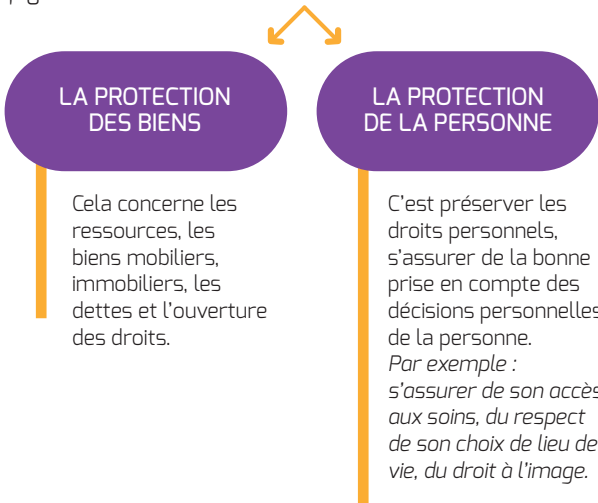 LA PROTECTION
DES BIENS
Cela concerne les
ressources, les
biens mobiliers,
immobiliers, les
dettes et l'ouverture
des droits.
LA PROTECTION
DE LA PERSONNE
C'est préserver les
droits personnels,
s'assurer de la bonne
prise en compte des
décisions personnelles
de la personne.
Par exemple :
s'assurer de son accès
aux soins, du respect
de son choix de lieu de
vie, du droit à l'image.